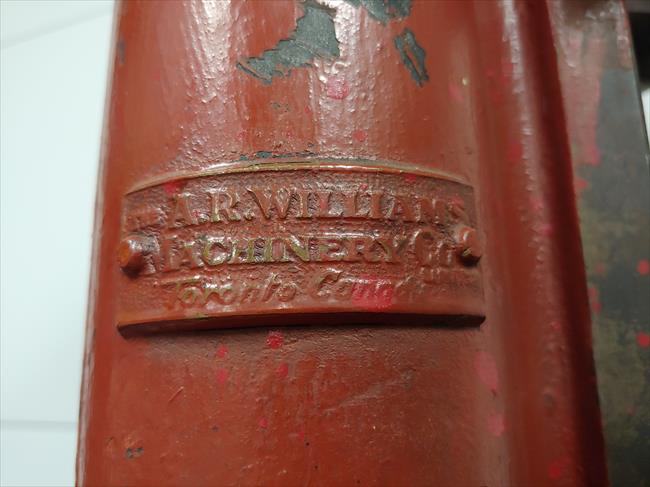 THE A.R. WILLIAMS
MACHINERY CO.
Toronto Canada